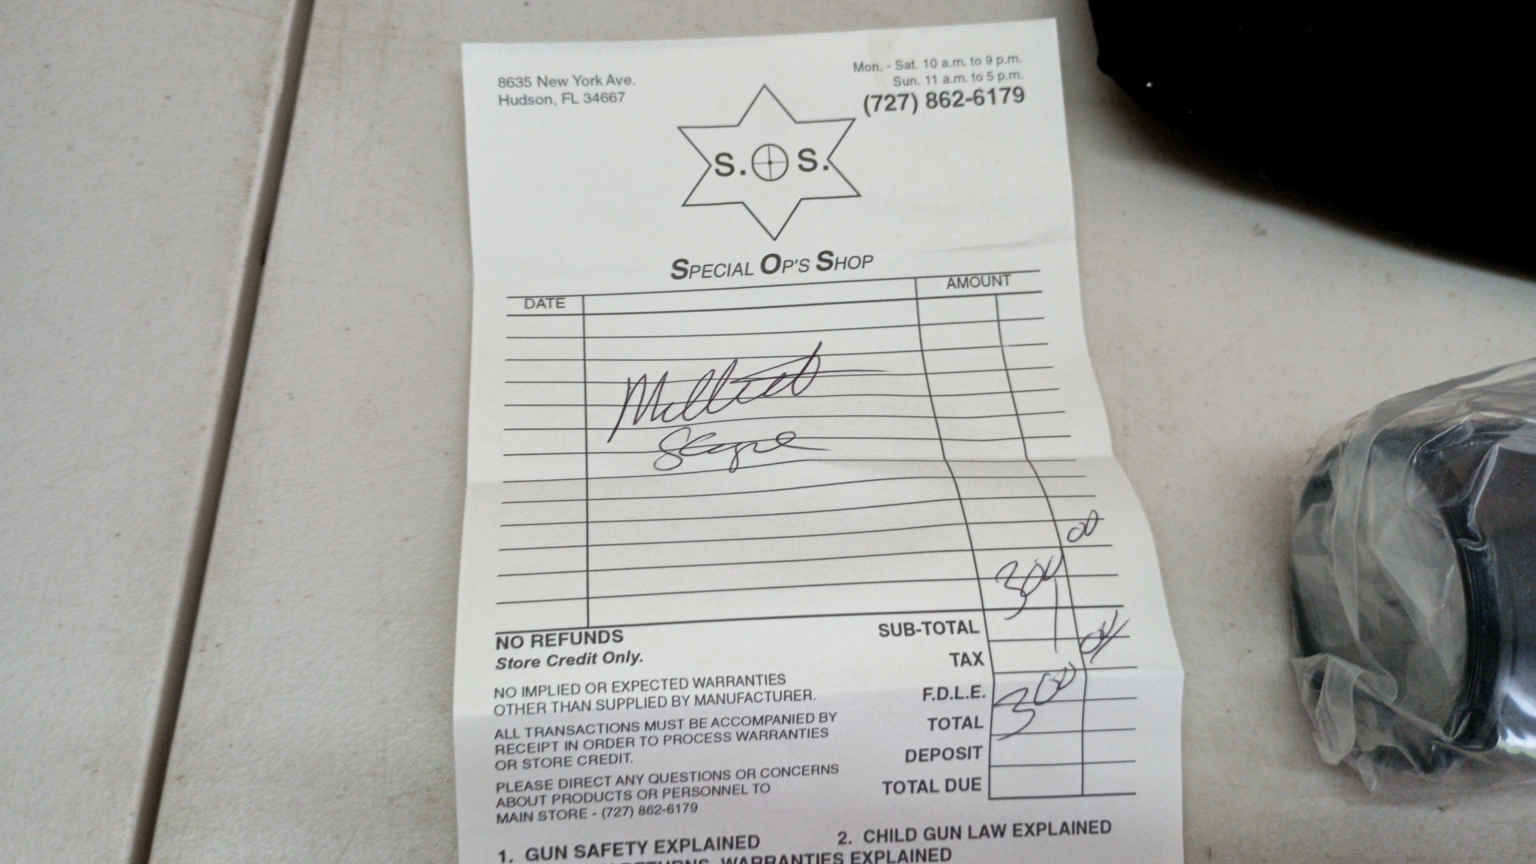 8635 New York Ave.
Hudson, FL 34667
Mon. - Sat. 10 a.m. to 9 p.m.
Sun. 11 a.m. to 5 p.m.
(727) 862-6179
S. S.
SPECIAL OP'S SHOP
DATE
AMOUNT
Millett
Scope
00
300
NO REFUNDS
Store Credit Only.
NO IMPLIED OR EXPECTED WARRANTIES
OTHER THAN SUPPLIED BY MANUFACTURER.
ALL TRANSACTIONS MUST BE ACCOMPANIED BY
RECEIPT IN ORDER TO PROCESS WARRANTIES
OR STORE CREDIT.
PLEASE DIRECT ANY QUESTIONS OR CONCERNS
ABOUT PRODUCTS OR PERSONNEL TO
MAIN STORE - (727) 862-6179
SUB-TOTAL
TAX
F.D.L.E.
TOTAL 300
DEPOSIT
TOTAL DUE
1. GUN SAFETY EXPLAINED
2. CHILD GUN LAW EXPLAINED
WARRANTIES EXPLAINED